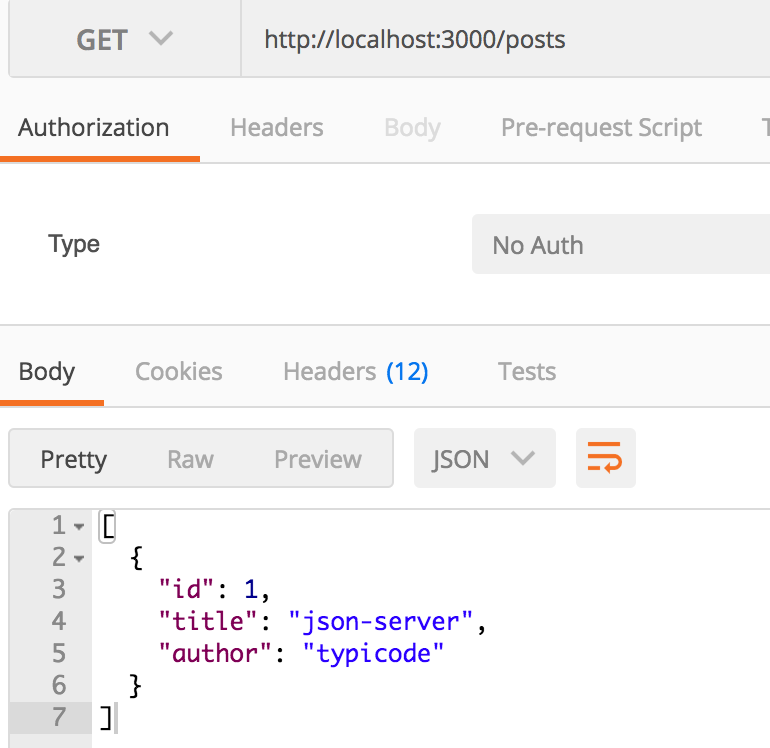 GET http://localhost:3000/posts
Authorization Headers Body Pre-request Script
Type No Auth
Body Cookies Headers (12) Tests
Pretty Raw Preview JSON
1 [
2 {
3 "id": 1,
4 "title": "json-server",
5 "author": "typicode"
6 }
7 ]